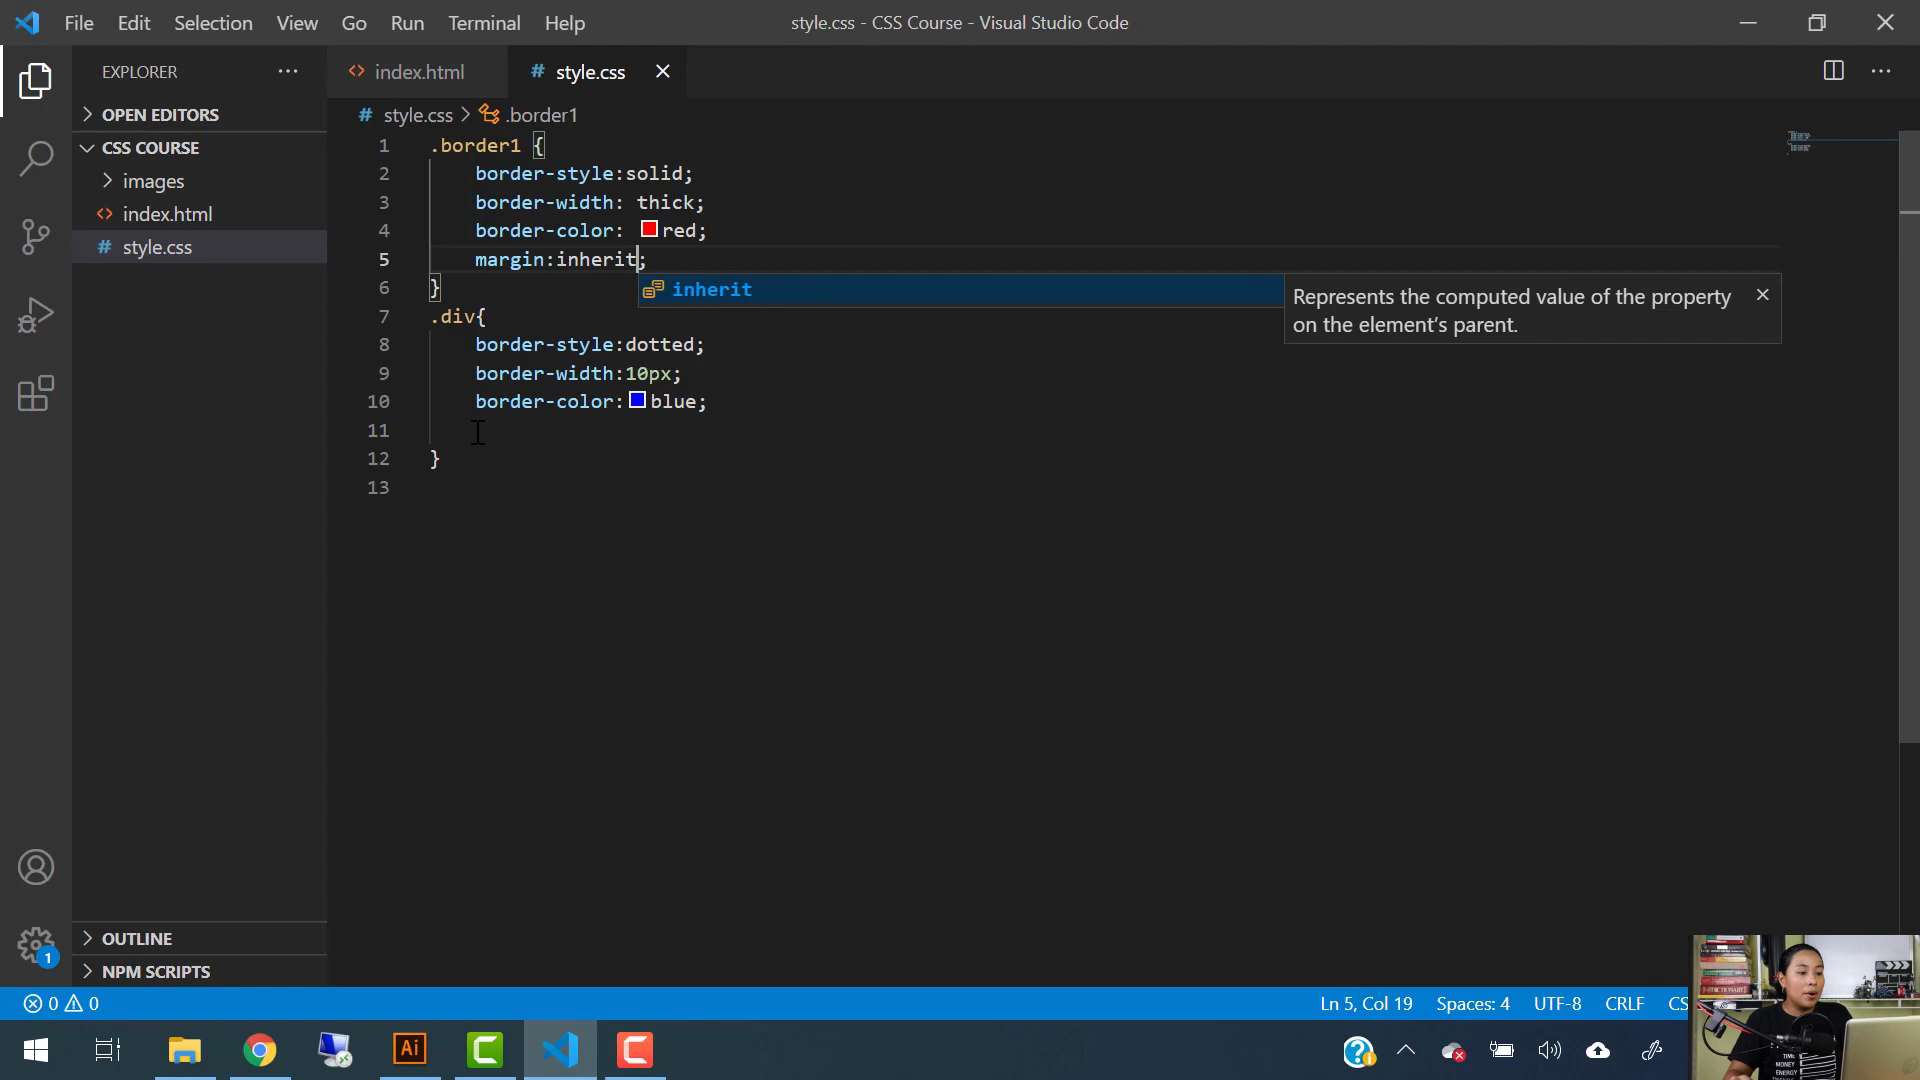 File Edit Selection View Go Run Terminal Help
style.css - CSS Course - Visual Studio Code
EXPLORER
index.html
# style.css
OPEN EDITORS
CSS COURSE
images
index.html
# style.css
# style.css > .border1
1 .border1 {
2 border-style:solid;
3 border-width: thick;
4 border-color: red;
5 margin:inherit;
inherit
Represents the computed value of the property
on the element's parent.
6 }
7 .div{
8 border-style:dotted;
9 border-width:10px;
10 border-color:blue;
11
12 }
13
OUTLINE
1
NPM SCRIPTS
0 0
Ln 5, Col 19 Spaces: 4 UTF-8 CRLF CS
Ai